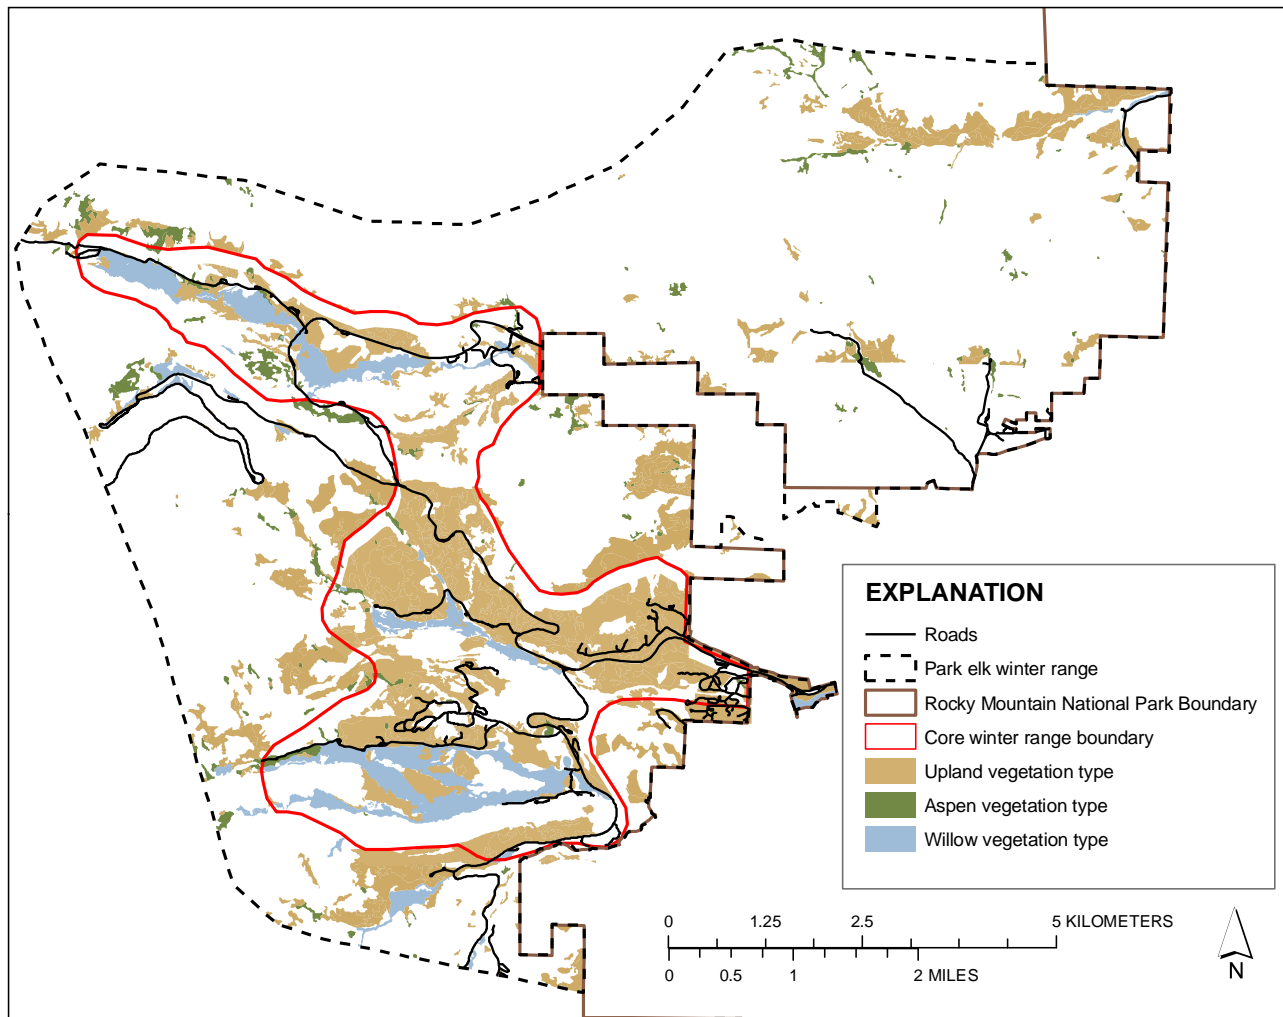 EXPLANATION
Roads
Park elk winter range
Rocky Mountain National Park Boundary
Core winter range boundary
Upland vegetation type
Aspen vegetation type
Willow vegetation type
0 1.25 2.5 5 KILOMETERS
0 0.5 1 2 MILES
N